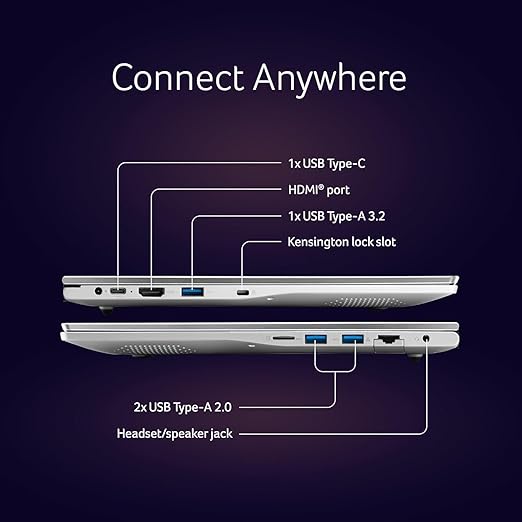 Connect Anywhere
1x USB Type-C
HDMI® port
1x USB Type-A 3.2
Kensington lock slot
2x USB Type-A 2.0
Headset/speaker jack